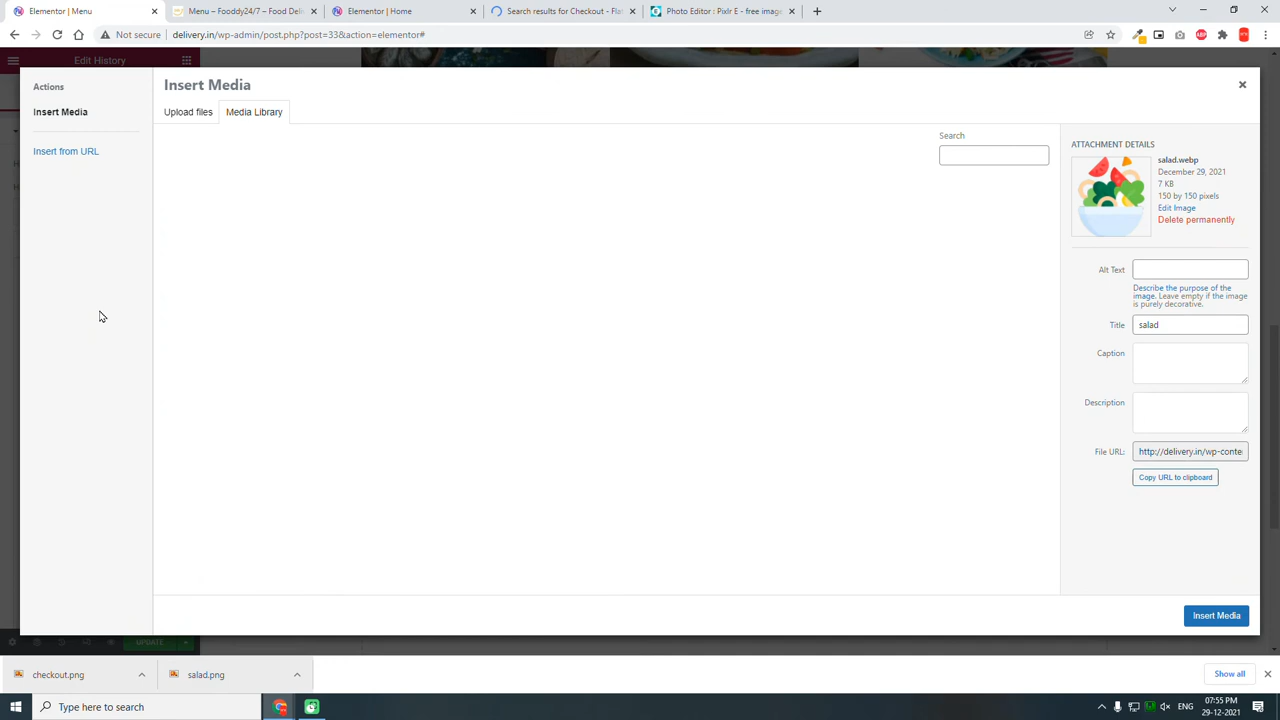 Elementor | Menu
Menu – Fooddy24/7 – Food Deli
Elementor | Home
Search results for Checkout - Fla
Photo Editor : Pixlr E - free image
Not secure
delivery.in/wp-admin/post.php?post=33&action=elementor#
Edit History
Actions
Insert Media
Insert from URL
Insert Media
Upload files
Media Library
Search
ATTACHMENT DETAILS
salad.webp
December 29, 2021
7 KB
150 by 150 pixels
Edit Image
Delete permanently
Alt Text
Describe the purpose of the
image. Leave empty if the image
is purely decorative.
Title
salad
Caption
Description
File URL:
http://delivery.in/wp-conte
Copy URL to clipboard
Insert Media
UPDATE
checkout.png
salad.png
Show all
Type here to search
ENG
07:55 PM
29-12-2021